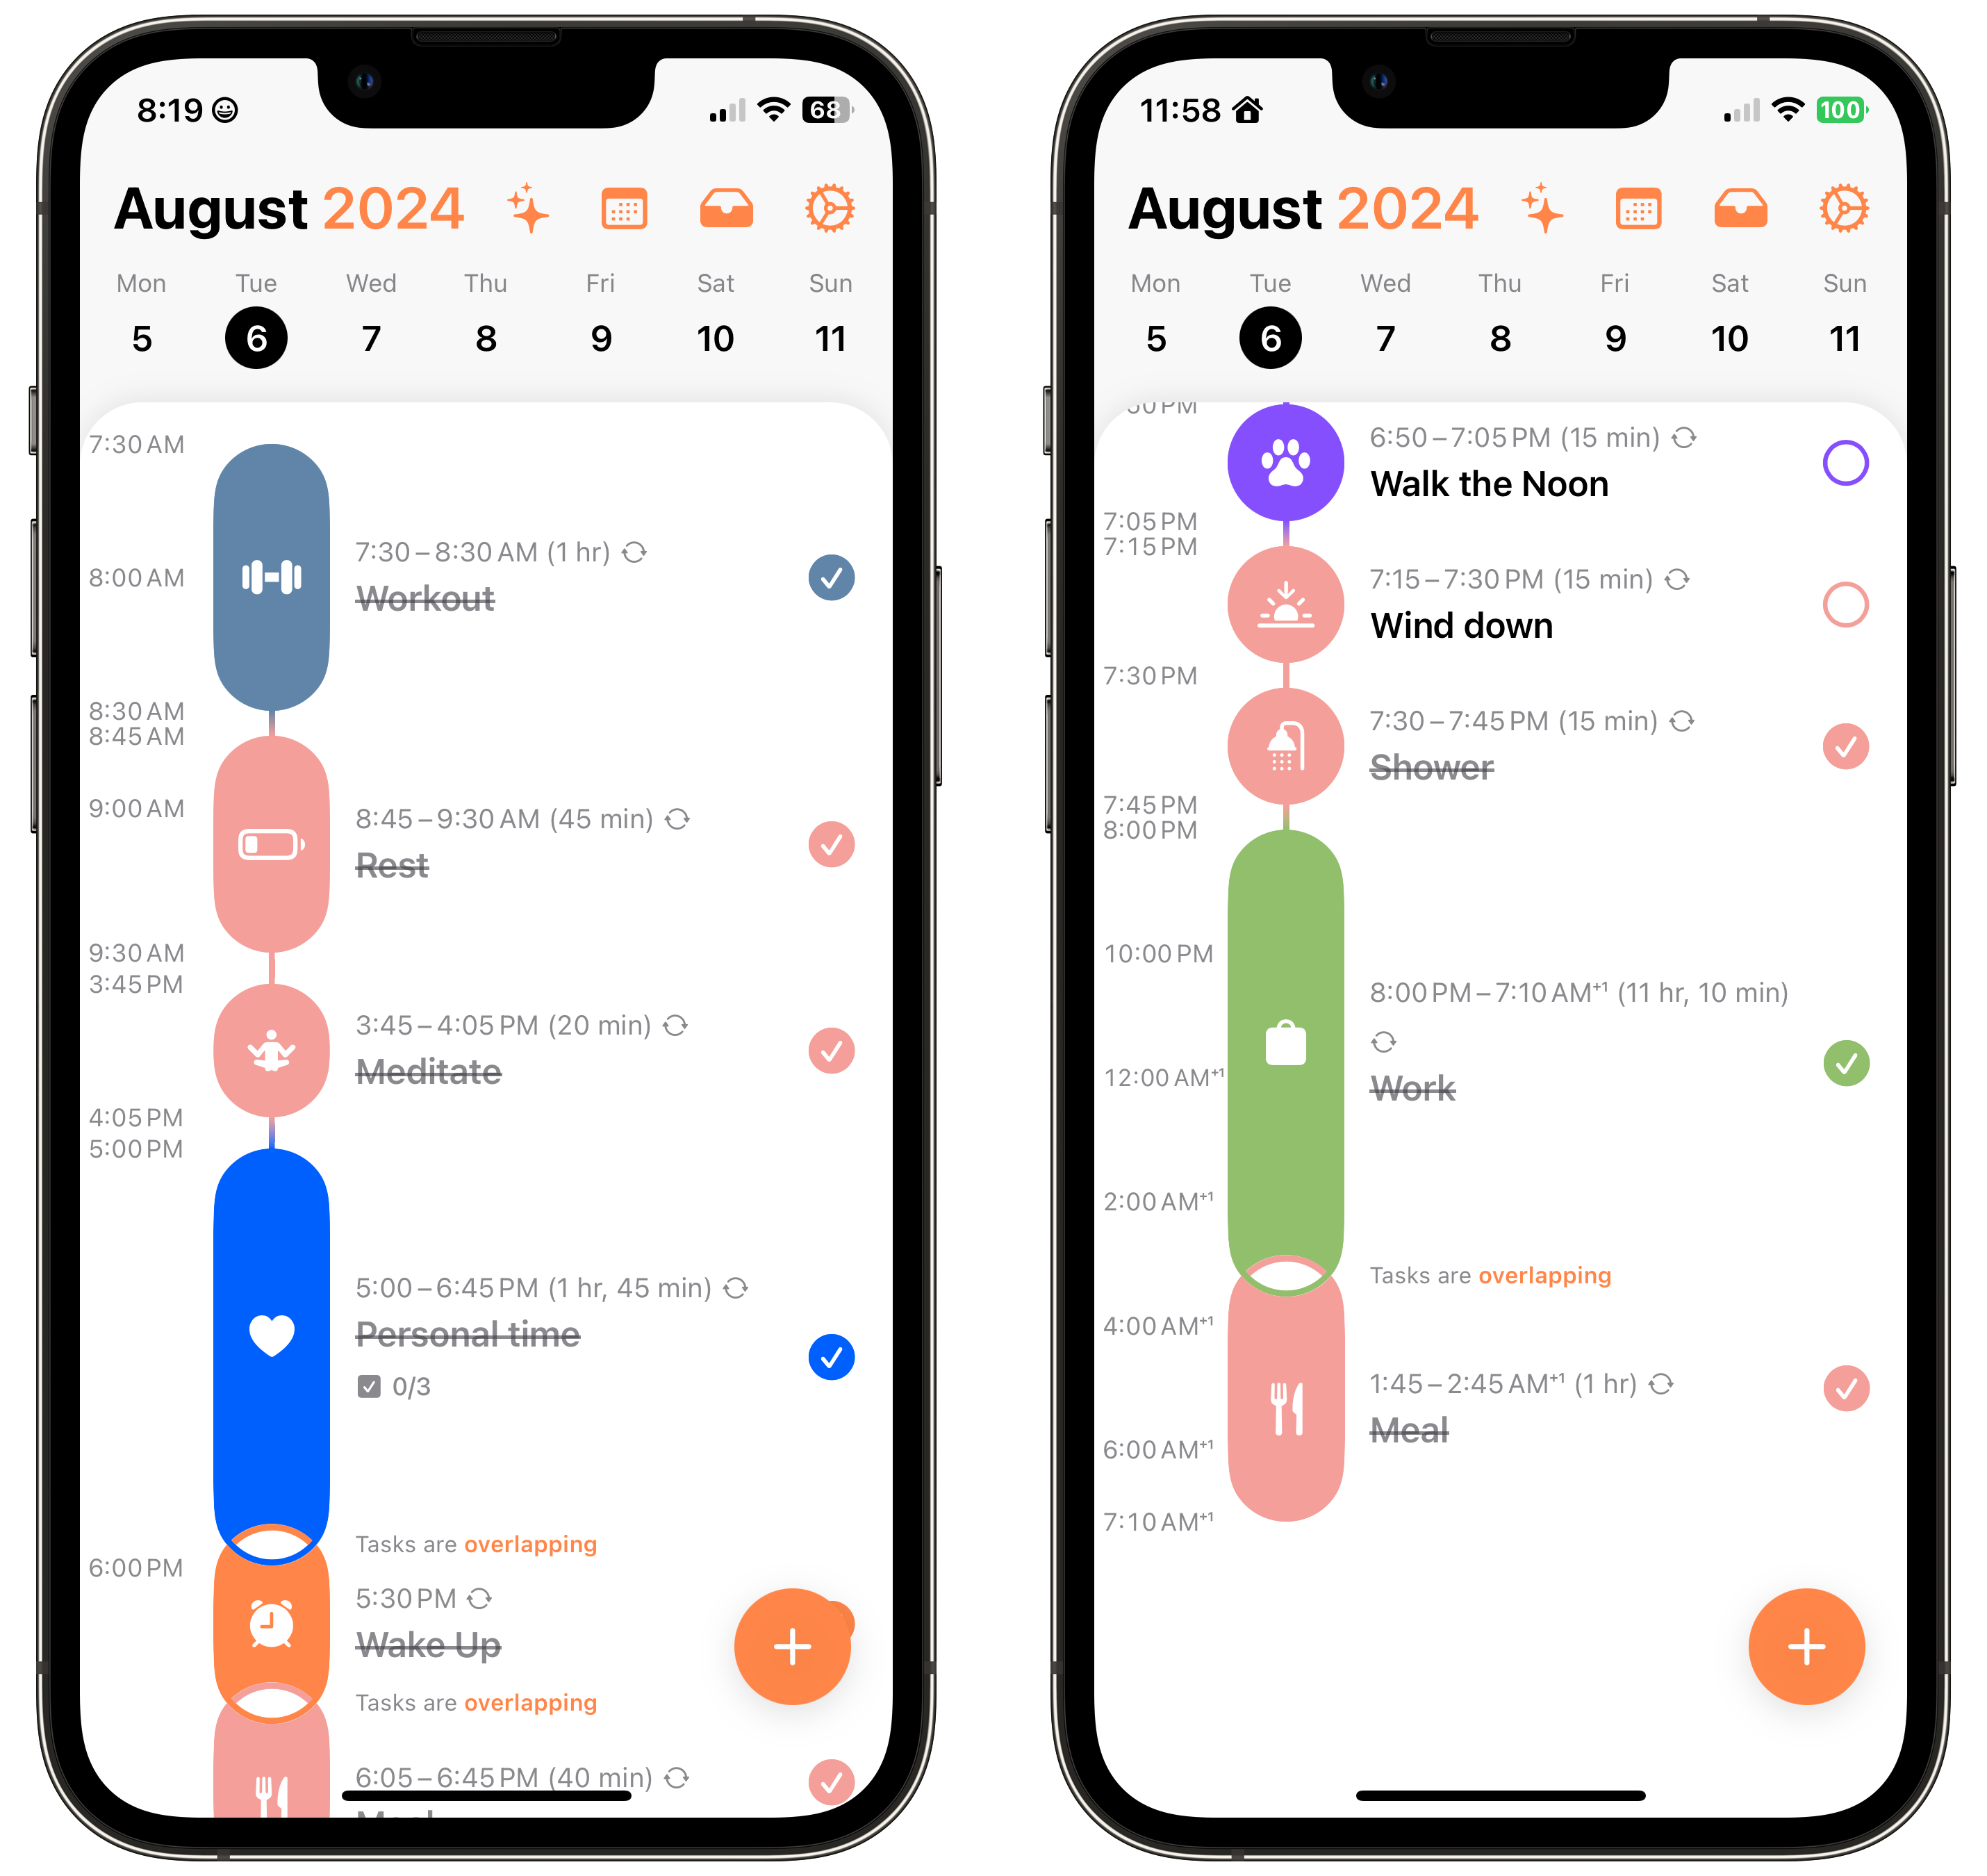 8:19
68
August 2024
Mon Tue Wed Thu Fri Sat Sun
5 6 7 8 9 10 11
7:30 AM
7:30 – 8:30 AM (1 hr)
8:00 AM
Workout
8:30 AM
8:45 AM
9:00 AM
8:45 – 9:30 AM (45 min)
Rest
9:30 AM
3:45 PM
3:45 – 4:05 PM (20 min)
Meditate
4:05 PM
5:00 PM
5:00 – 6:45 PM (1 hr, 45 min)
Personal time
0/3
Tasks are overlapping
6:00 PM
5:30 PM
Wake Up
Tasks are overlapping
6:05 – 6:45 PM (40 min)
11:58
100
August 2024
Mon Tue Wed Thu Fri Sat Sun
5 6 7 8 9 10 11
6:50 – 7:05 PM (15 min)
Walk the Noon
7:05 PM
7:15 PM
7:15 – 7:30 PM (15 min)
Wind down
7:30 PM
7:30 – 7:45 PM (15 min)
Shower
7:45 PM
8:00 PM
10:00 PM
8:00 PM – 7:10 AM⁺¹ (11 hr, 10 min)
12:00 AM⁺¹
Work
2:00 AM⁺¹
Tasks are overlapping
4:00 AM⁺¹
1:45 – 2:45 AM⁺¹ (1 hr)
Meal
6:00 AM⁺¹
7:10 AM⁺¹